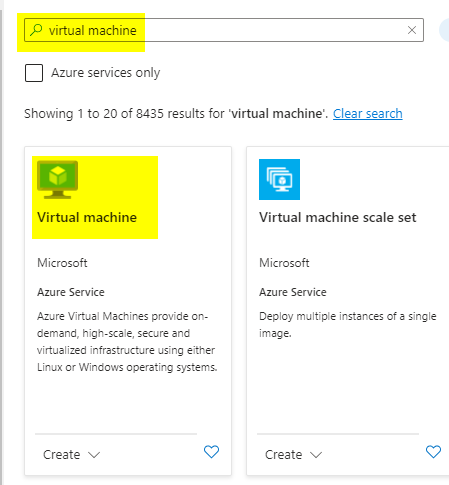 virtual machine
Azure services only
Showing 1 to 20 of 8435 results for 'virtual machine'. Clear search
Virtual machine
Microsoft
Azure Service
Azure Virtual Machines provide on-
demand, high-scale, secure and
virtualized infrastructure using either
Linux or Windows operating systems.
Create
Virtual machine scale set
Microsoft
Azure Service
Deploy multiple instances of a single
image.
Create